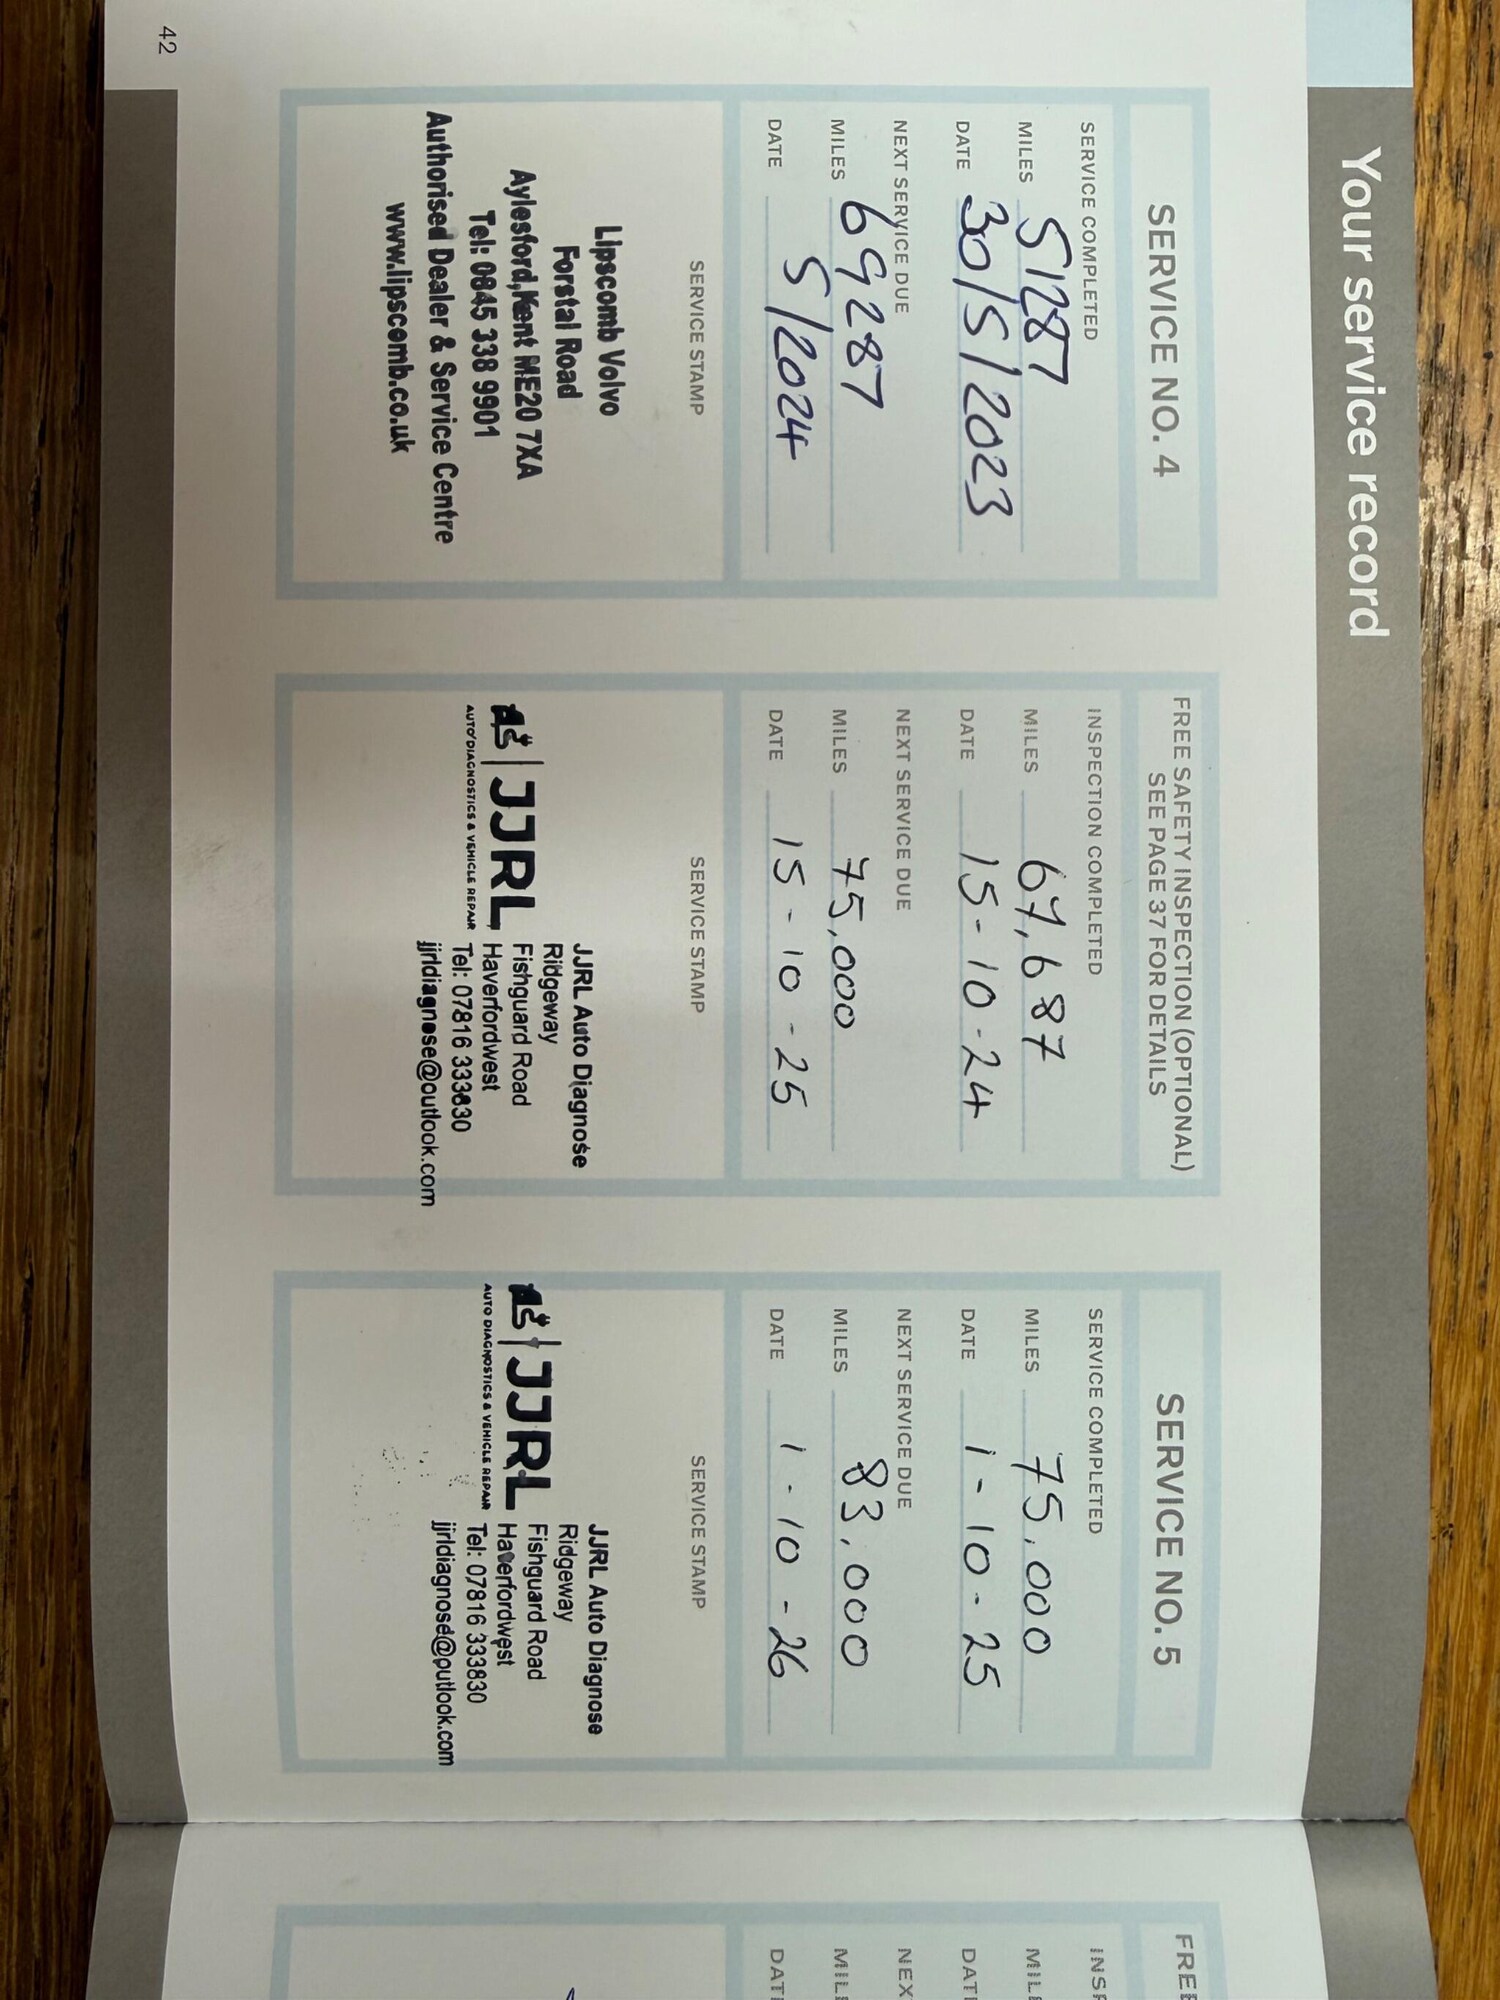 Your service record
SERVICE NO. 4
SERVICE COMPLETED
MILES 51287
DATE 30/5/2023
NEXT SERVICE DUE
MILES 69287
DATE 5/2024
SERVICE STAMP
Lipscomb Volvo
Forstal Road
Aylesford,Kent ME20 7XA
Tel: 0845 338 9901
Authorised Dealer & Service Centre
www.lipscomb.co.uk
FREE SAFETY INSPECTION (OPTIONAL)
SEE PAGE 37 FOR DETAILS
INSPECTION COMPLETED
MILES 67,687
DATE 15-10-24
NEXT SERVICE DUE
MILES 75,000
DATE 15-10-25
SERVICE STAMP
JJRL
AUTO DIAGNOSTICS & VEHICLE REPAIR
JJRL Auto Diagnose
Ridgeway
Fishguard Road
Haverfordwest
Tel: 07816 333830
jjrldiagnose@outlook.com
SERVICE NO. 5
SERVICE COMPLETED
MILES 75,000
DATE 1-10-25
NEXT SERVICE DUE
MILES 83,000
DATE 1-10-26
SERVICE STAMP
JJRL
AUTO DIAGNOSTICS & VEHICLE REPAIR
JJRL Auto Diagnose
Ridgeway
Fishguard Road
Haverfordwest
Tel: 07816 333830
jjrldiagnose@outlook.com
42
FREE
INSP
MIL
DAT
NEX
MIL
DAT